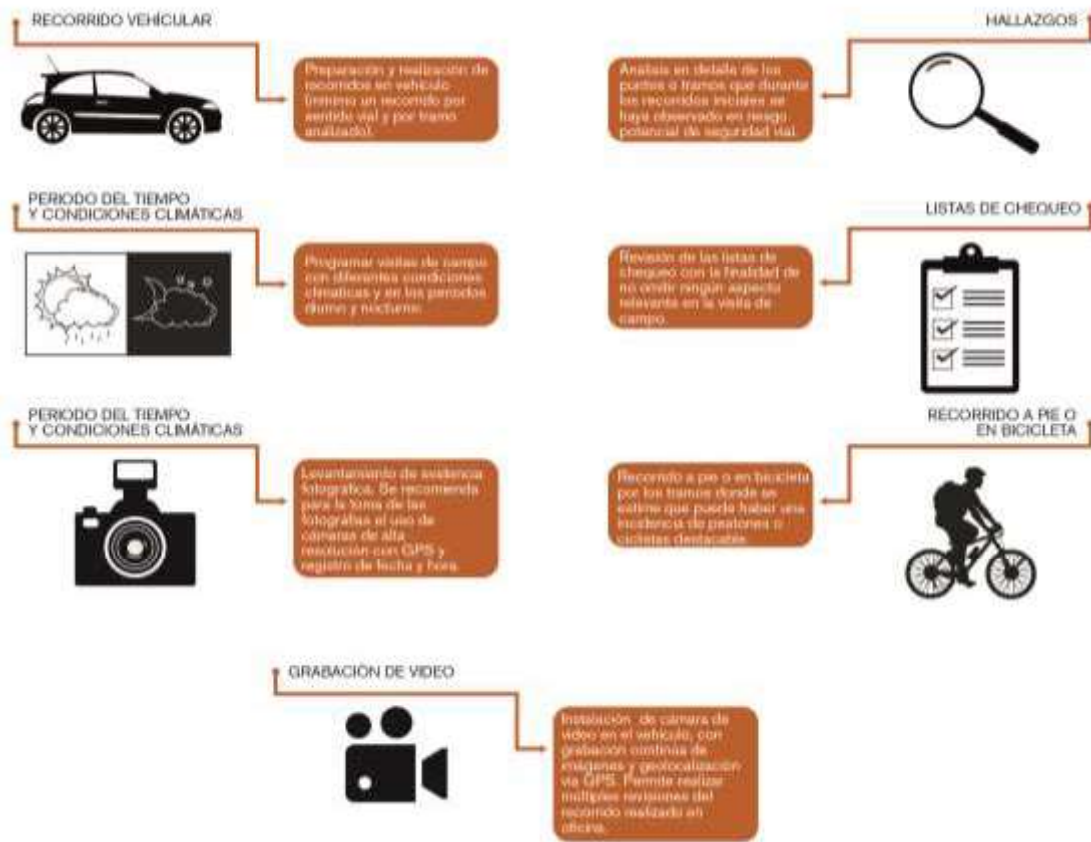 RECORRIDO VEHÍCULAR
Preparación y realización de
recorridos en vehículo
(mínimo un recorrido por
sentido vial y por tramo
analizado).
HALLAZGOS
Análisis en detalle de los
puntos o tramos que durante
los recorridos iniciales se
haya observado en riesgo
potencial de seguridad vial.
PERIODO DEL TIEMPO
Y CONDICIONES CLIMÁTICAS
Programar visitas de campo
con diferentes condiciones
climáticas y en los periodos
diurno y nocturno.
LISTAS DE CHEQUEO
Revisión de las listas de
chequeo con la finalidad de
no omitir ningún aspecto
relevante en la visita de
campo.
PERIODO DEL TIEMPO
Y CONDICIONES CLIMÁTICAS
Levantamiento de evidencia
fotográfica. Se recomienda
para la toma de las
fotografías el uso de
cámaras de alta
resolución con GPS y
registro de fecha y hora.
RECORRIDO A PIE O
EN BICICLETA
Recorrido a pie o en bicicleta
por los tramos donde se
estime que puede haber una
incidencia de peatones o
ciclistas destacable.
GRABACIÓN DE VIDEO
Instalación de cámara de
video en el vehículo, con
grabación continúa de
imágenes y geolocalización
vía GPS. Permite realizar
múltiples revisiones del
recorrido realizado en
oficina.